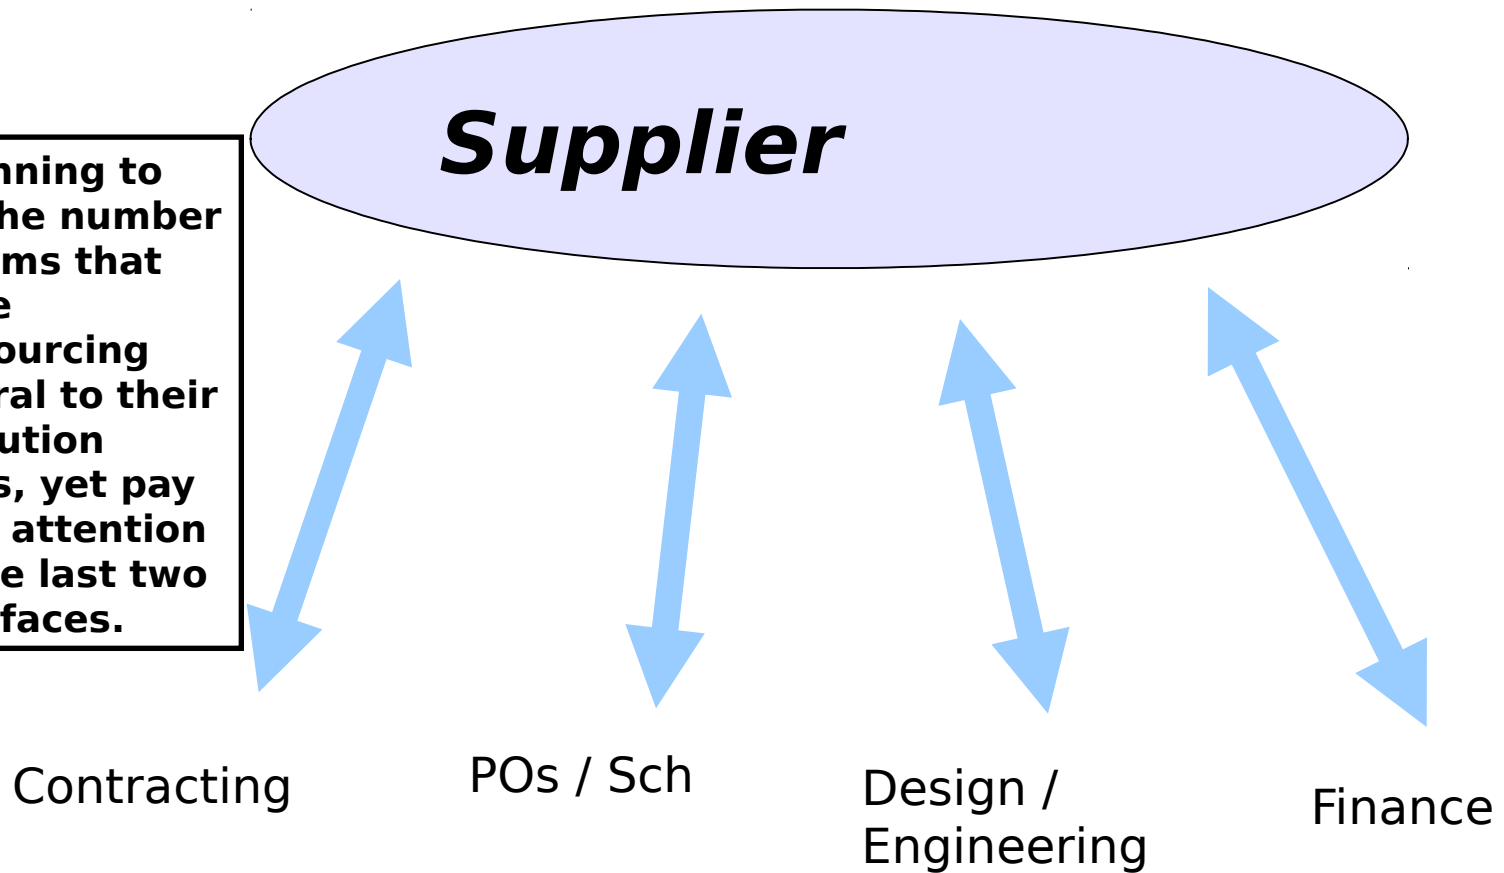 Supplier
nning to
he number
ms that
e
ourcing
ral to their
ution
s, yet pay
attention
e last two
faces.
Contracting
POs / Sch
Design /
Engineering
Finance